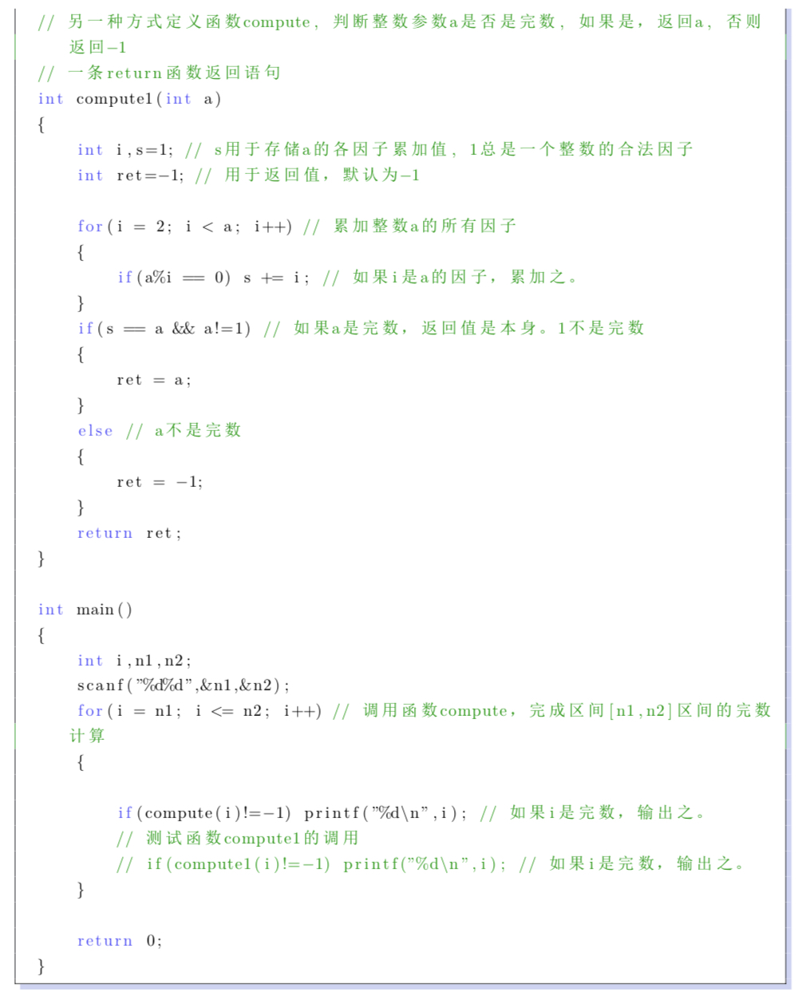 // 另一种方式定义函数compute, 判断整数参数a是否是完数, 如果是, 返回a, 否则
返回-1
// 一条return函数返回语句
int compute1(int a)
{
int i,s=1; // s用于存储a的各因子累加值, 1总是一个整数的合法因子
int ret=-1; // 用于返回值, 默认为-1
for(i = 2; i < a; i++) // 累加整数a的所有因子
{
if(a%i == 0) s += i; // 如果i是a的因子, 累加之。
}
if(s == a && a!=1) // 如果a是完数, 返回值是本身。1不是完数
{
ret = a;
}
else // a不是完数
{
ret = -1;
}
return ret;
}
int main()
{
int i,n1,n2;
scanf("%d%d",&n1,&n2);
for(i = n1; i <= n2; i++) // 调用函数compute, 完成区间[n1,n2]区间的完数
计算
{
if(compute(i)!=-1) printf("%d\n",i); // 如果i是完数, 输出之。
// 测试函数compute1的调用
// if(compute1(i)!=-1) printf("%d\n",i); // 如果i是完数, 输出之。
}
return 0;
}